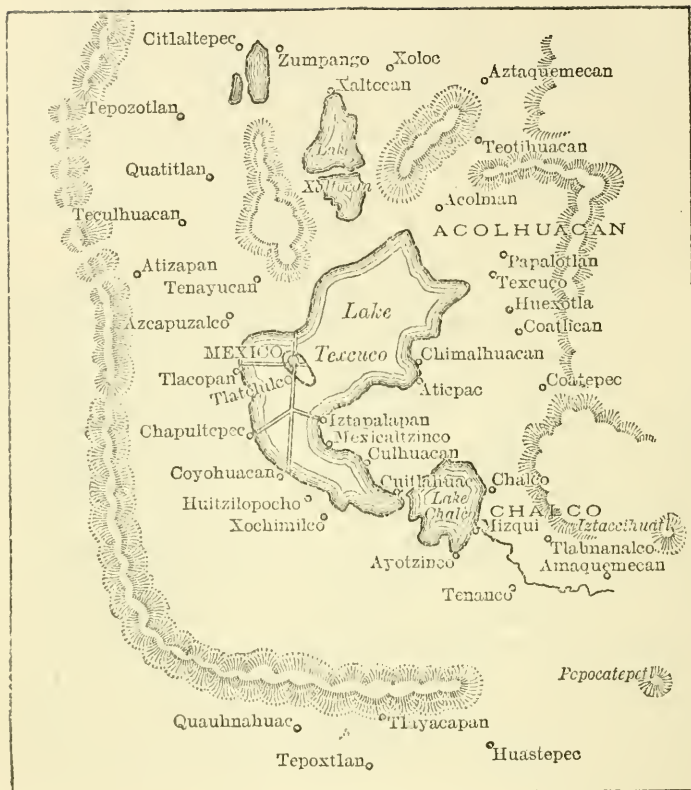 Citlaltepec
Zumpango
Xoloc
Aztaquemecan
Xaltocan
Tepozotlan
Teotihuacan
Lake
Xaltocan
Quatitlan
Acolman
Teculhuacan
ACOLHUACAN
Papalotlan
Atizapan
Texcuco
Tenayucan
Huexotla
Lake
Azcapuzalco
Coatlican
MEXICO
Texcuco
Chimalhuacan
Tlacopan
Tlatelulco
Aticpac
Coatepec
Iztapalapan
Chapultepec
Mexicaltzinco
Culhuacan
Coyohuacan
Cuitlahuac
Chalco
Lake
Huitzilopocho
CHALCO
Chalco
Xochimilco
Mizqui
Iztaccihuatl
Tlabnanalco
Ayotzinco
Amaquemecan
Tenanco
Popocatepetl
Quauhnahuac
Tlayacapan
Huastepec
Tepoxtlan